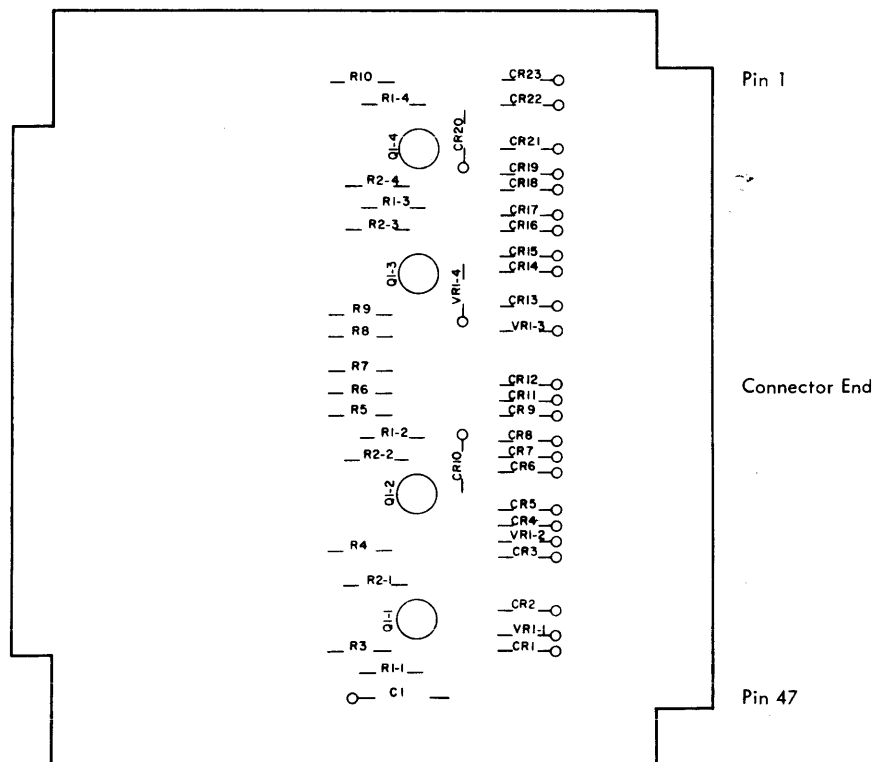 R10
CR23
Pin 1
R1-4
CR22
CR20
Q1-4
CR21
CR19
R2-4
CR18
R1-3
CR17
R2-3
CR16
CR15
Q1-3
CR14
VR1-4
CR13
R9
VR1-3
R8
R7
CR12
Connector End
R6
CR11
R5
CR9
R1-2
CR8
R2-2
CR7
CR10
CR6
Q1-2
CR5
CR4
VR1-2
R4
CR3
R2-1
CR2
Q1-1
VR1-1
R3
CR1
R1-1
C1
Pin 47